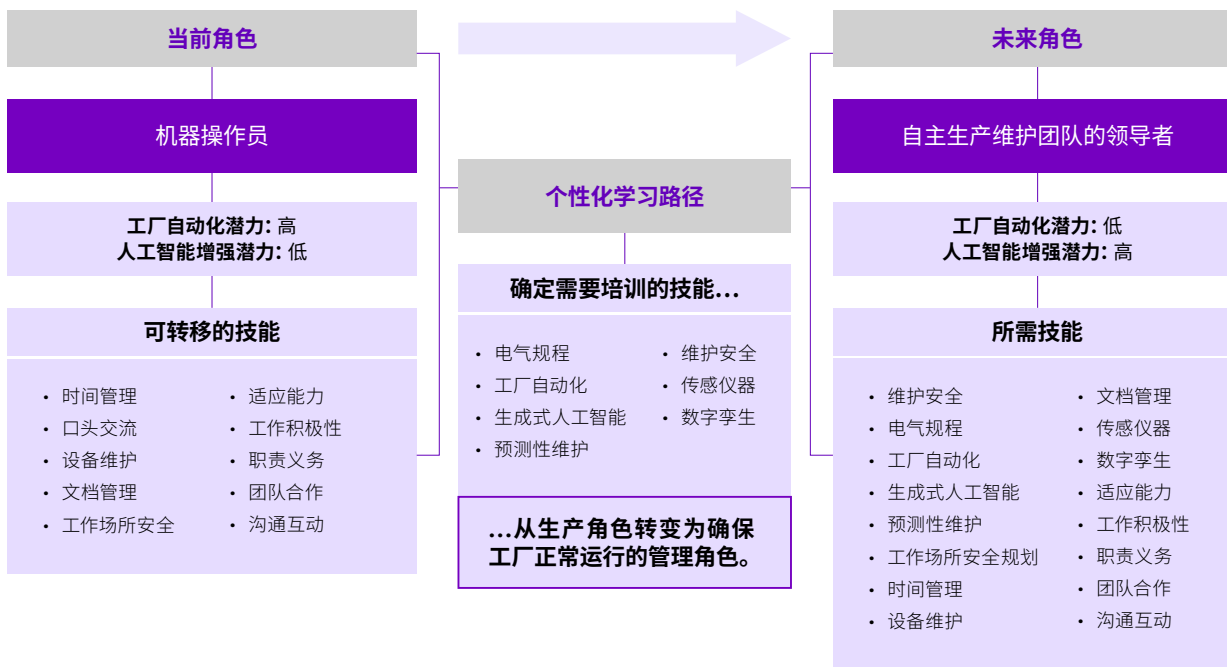 当前角色
机器操作员
工厂自动化潜力: 高
人工智能增强潜力: 低
可转移的技能
• 时间管理
• 口头交流
• 设备维护
• 文档管理
• 工作场所安全
• 适应能力
• 工作积极性
• 职责义务
• 团队合作
• 沟通互动
个性化学习路径
确定需要培训的技能...
• 电气规程
• 工厂自动化
• 生成式人工智能
• 预测性维护
• 维护安全
• 传感仪器
• 数字孪生
...从生产角色转变为确保
工厂正常运行的管理角色。
未来角色
自主生产维护团队的领导者
工厂自动化潜力: 低
人工智能增强潜力: 高
所需技能
• 维护安全
• 电气规程
• 工厂自动化
• 生成式人工智能
• 预测性维护
• 工作场所安全规划
• 时间管理
• 设备维护
• 文档管理
• 传感仪器
• 数字孪生
• 适应能力
• 工作积极性
• 职责义务
• 团队合作
• 沟通互动